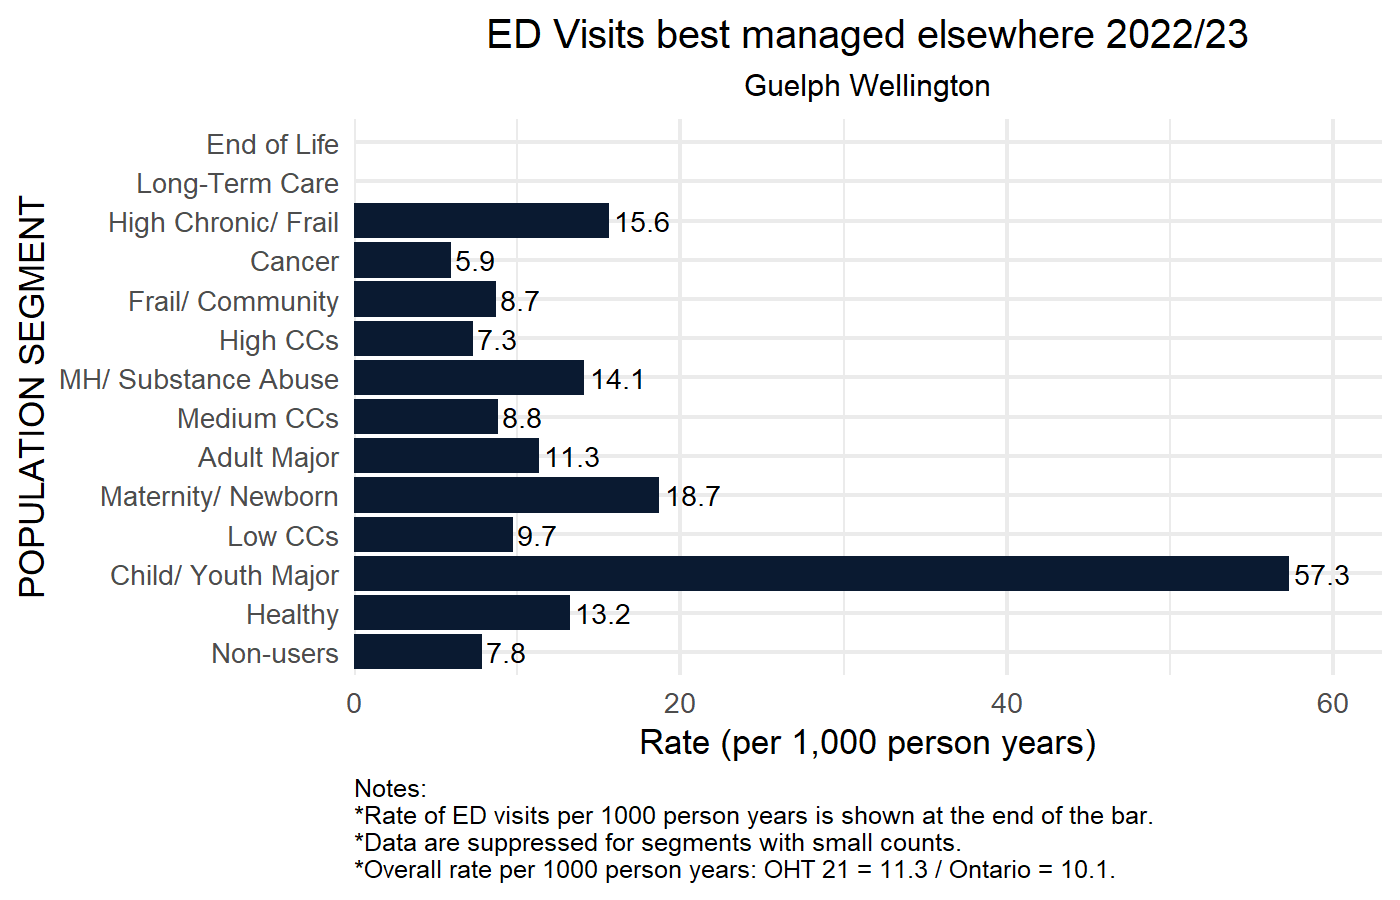 ED Visits best managed elsewhere 2022/23
Guelph Wellington
POPULATION SEGMENT
End of Life
Long-Term Care
High Chronic/ Frail 15.6
Cancer 5.9
Frail/ Community 8.7
High CCs 7.3
MH/ Substance Abuse 14.1
Medium CCs 8.8
Adult Major 11.3
Maternity/ Newborn 18.7
Low CCs 9.7
Child/ Youth Major 57.3
Healthy 13.2
Non-users 7.8
0 20 40 60
Rate (per 1,000 person years)
Notes:
*Rate of ED visits per 1000 person years is shown at the end of the bar.
*Data are suppressed for segments with small counts.
*Overall rate per 1000 person years: OHT 21 = 11.3 / Ontario = 10.1.